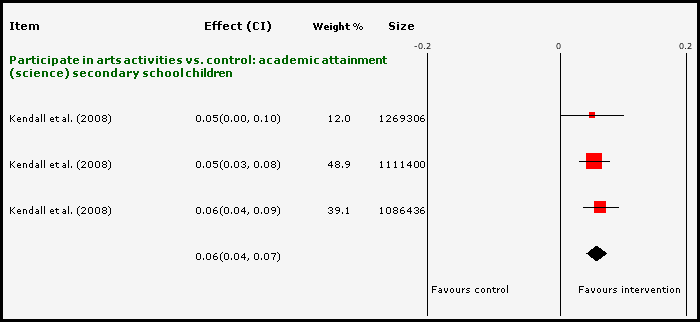 Item Effect (CI) Weight % Size
-0.2 0 0.2
Participate in arts activities vs. control: academic attainment
(science) secondary school children
Kendall et al. (2008) 0.05(0.00, 0.10) 12.0 1269306
Kendall et al. (2008) 0.05(0.03, 0.08) 48.9 1111400
Kendall et al. (2008) 0.06(0.04, 0.09) 39.1 1086436
0.06(0.04, 0.07)
Favours control Favours intervention